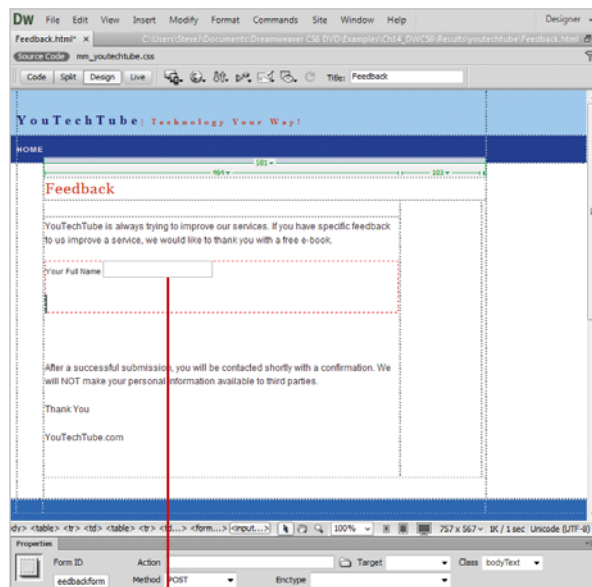 DW File Edit View Insert Modify Format Commands Site Window Help Designer
Feedback.html* × C:\Users\SteveJ\Documents\Dreamweaver CS6 DVD\Examples\Ch14_DWCS6\Results\youtechtube\Feedback.html
Source Code mm_youtechtube.css
Code Split Design Live Title: Feedback
YouTechTube| Technology Your Way!
HOME
581
464 103
Feedback
YouTechTube is always trying to improve our services. If you have specific feedback
to us improve a service, we would like to thank you with a free e-book.
Your Full Name
After a successful submission, you will be contacted shortly with a confirmation. We
will NOT make your personal information available to third parties.
Thank You
YouTechTube.com
dy> <table> <tr> <td> <table> <tr> <td...> <form...> <input...> 100% 757 x 567 1K / 1 sec Unicode (UTF-8)
Properties
Form ID Action Target Class bodyText
eedbackform Method POST Enctype